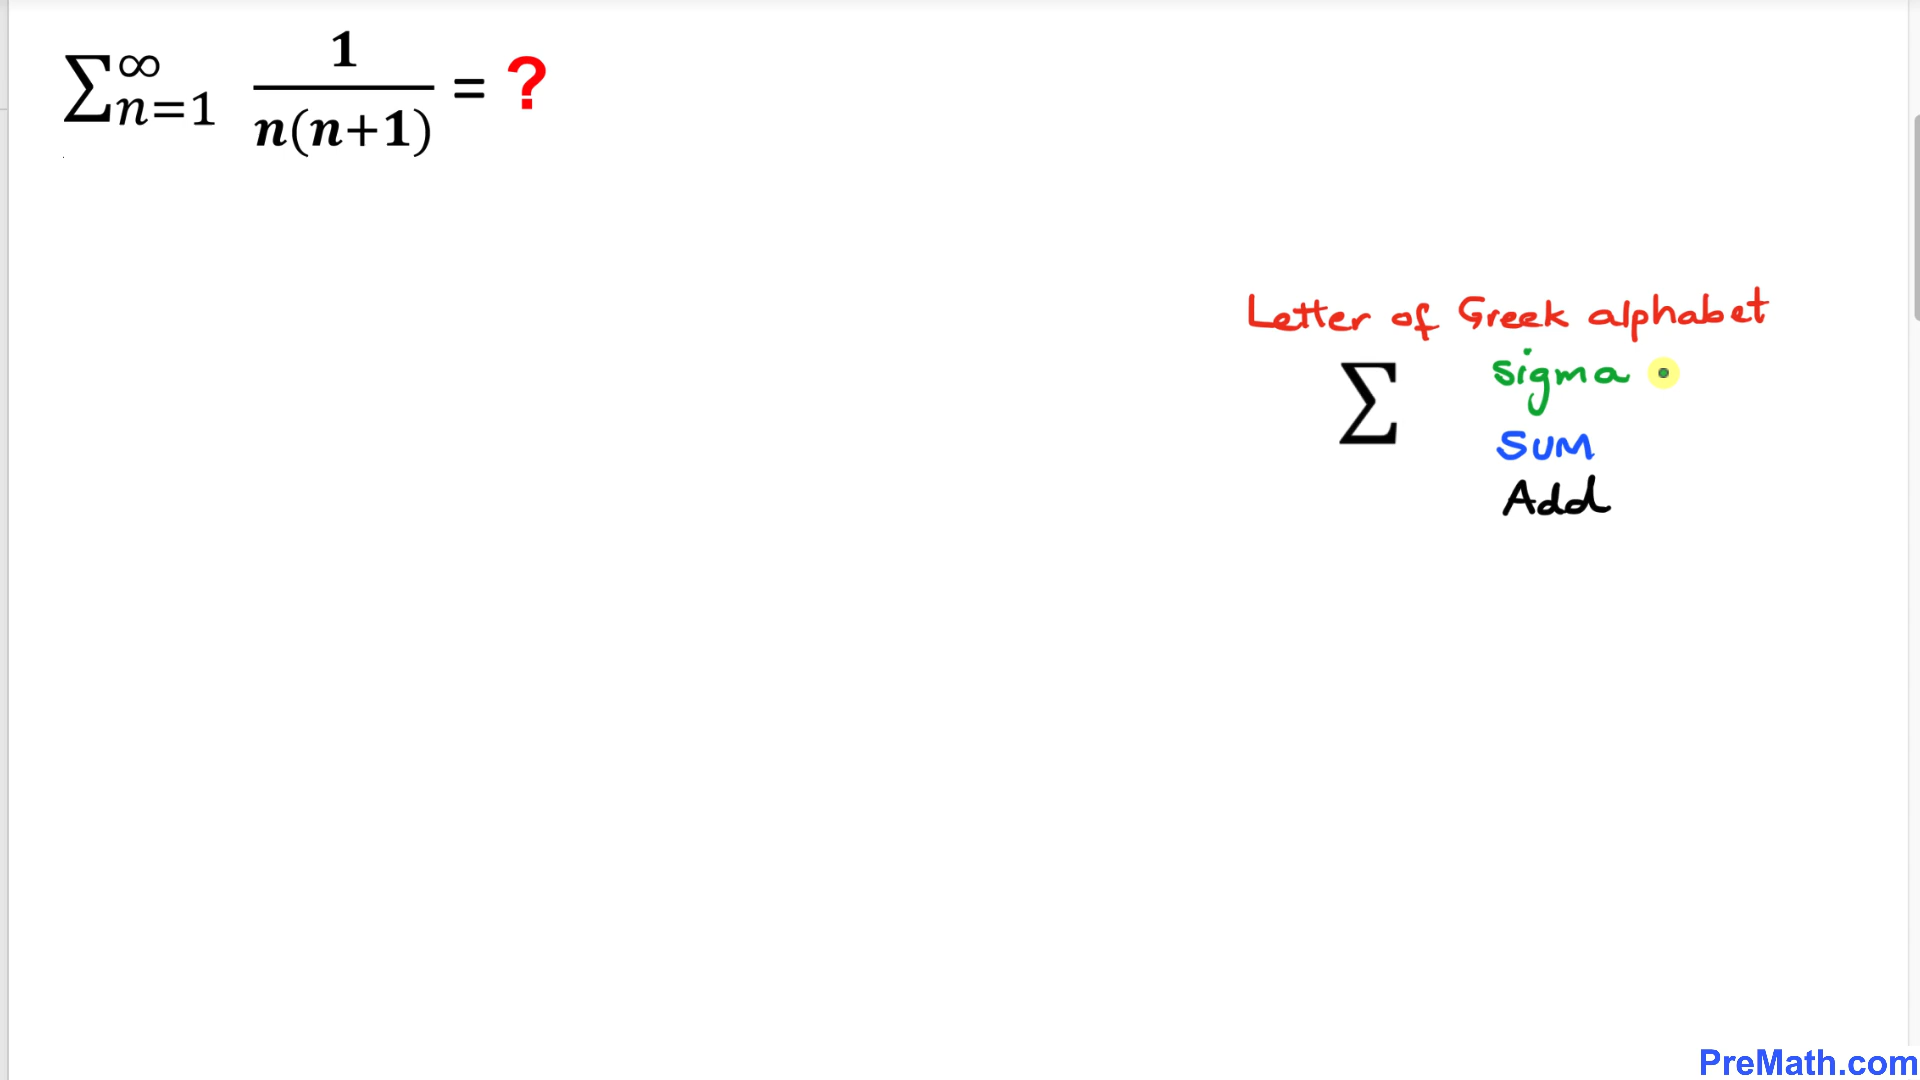 ∑∞n=1 1/n(n+1) = ?
Letter of Greek alphabet
∑ sigma
SUM
Add
PreMath.com